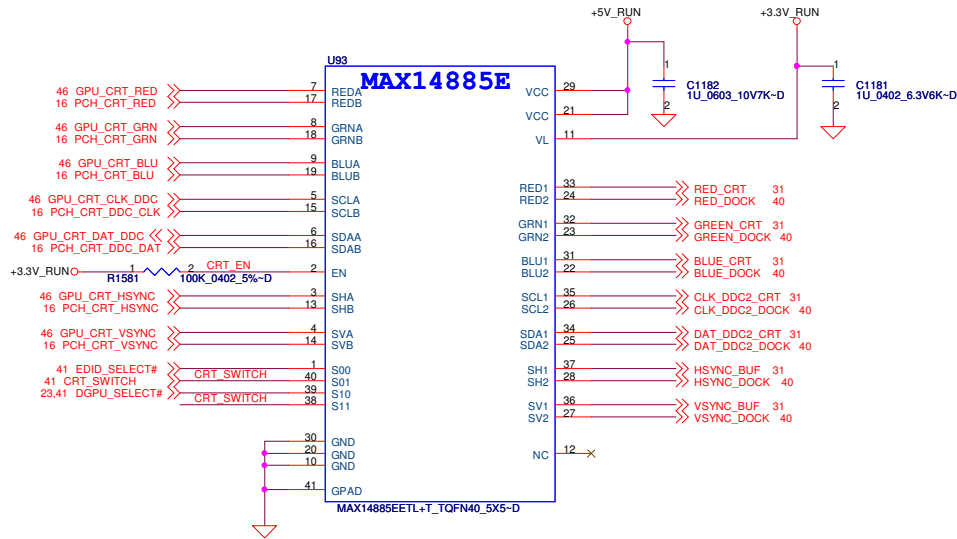 +5V_RUN +3.3V_RUN
U93
MAX14885E
1 C1182 1U_0603_10V7K~D 2
1 C1181 1U_0402_6.3V6K~D 2
46 GPU_CRT_RED 7 REDA
16 PCH_CRT_RED 17 REDB
46 GPU_CRT_GRN 8 GRNA
16 PCH_CRT_GRN 18 GRNB
46 GPU_CRT_BLU 9 BLUA
16 PCH_CRT_BLU 19 BLUB
46 GPU_CRT_CLK_DDC 5 SCLA
16 PCH_CRT_DDC_CLK 15 SCLB
46 GPU_CRT_DAT_DDC 6 SDAA
16 PCH_CRT_DDC_DAT 16 SDAB
+3.3V_RUN 1 2 CRT_EN 2 EN
R1581 100K_0402_5%~D
46 GPU_CRT_HSYNC 3 SHA
16 PCH_CRT_HSYNC 13 SHB
46 GPU_CRT_VSYNC 4 SVA
16 PCH_CRT_VSYNC 14 SVB
41 EDID_SELECT# 1 S00
41 CRT_SWITCH CRT_SWITCH 40 S01
23,41 DGPU_SELECT# 39 S10
CRT_SWITCH 38 S11
30 GND
20 GND
10 GND
41 GPAD
VCC 29
VCC 21
VL 11
RED1 33 RED_CRT 31
RED2 24 RED_DOCK 40
GRN1 32 GREEN_CRT 31
GRN2 23 GREEN_DOCK 40
BLU1 31 BLUE_CRT 31
BLU2 22 BLUE_DOCK 40
SCL1 35 CLK_DDC2_CRT 31
SCL2 26 CLK_DDC2_DOCK 40
SDA1 34 DAT_DDC2_CRT 31
SDA2 25 DAT_DDC2_DOCK 40
SH1 37 HSYNC_BUF 31
SH2 28 HSYNC_DOCK 40
SV1 36 VSYNC_BUF 31
SV2 27 VSYNC_DOCK 40
NC 12
MAX14885EETL+T_TQFN40_5X5~D